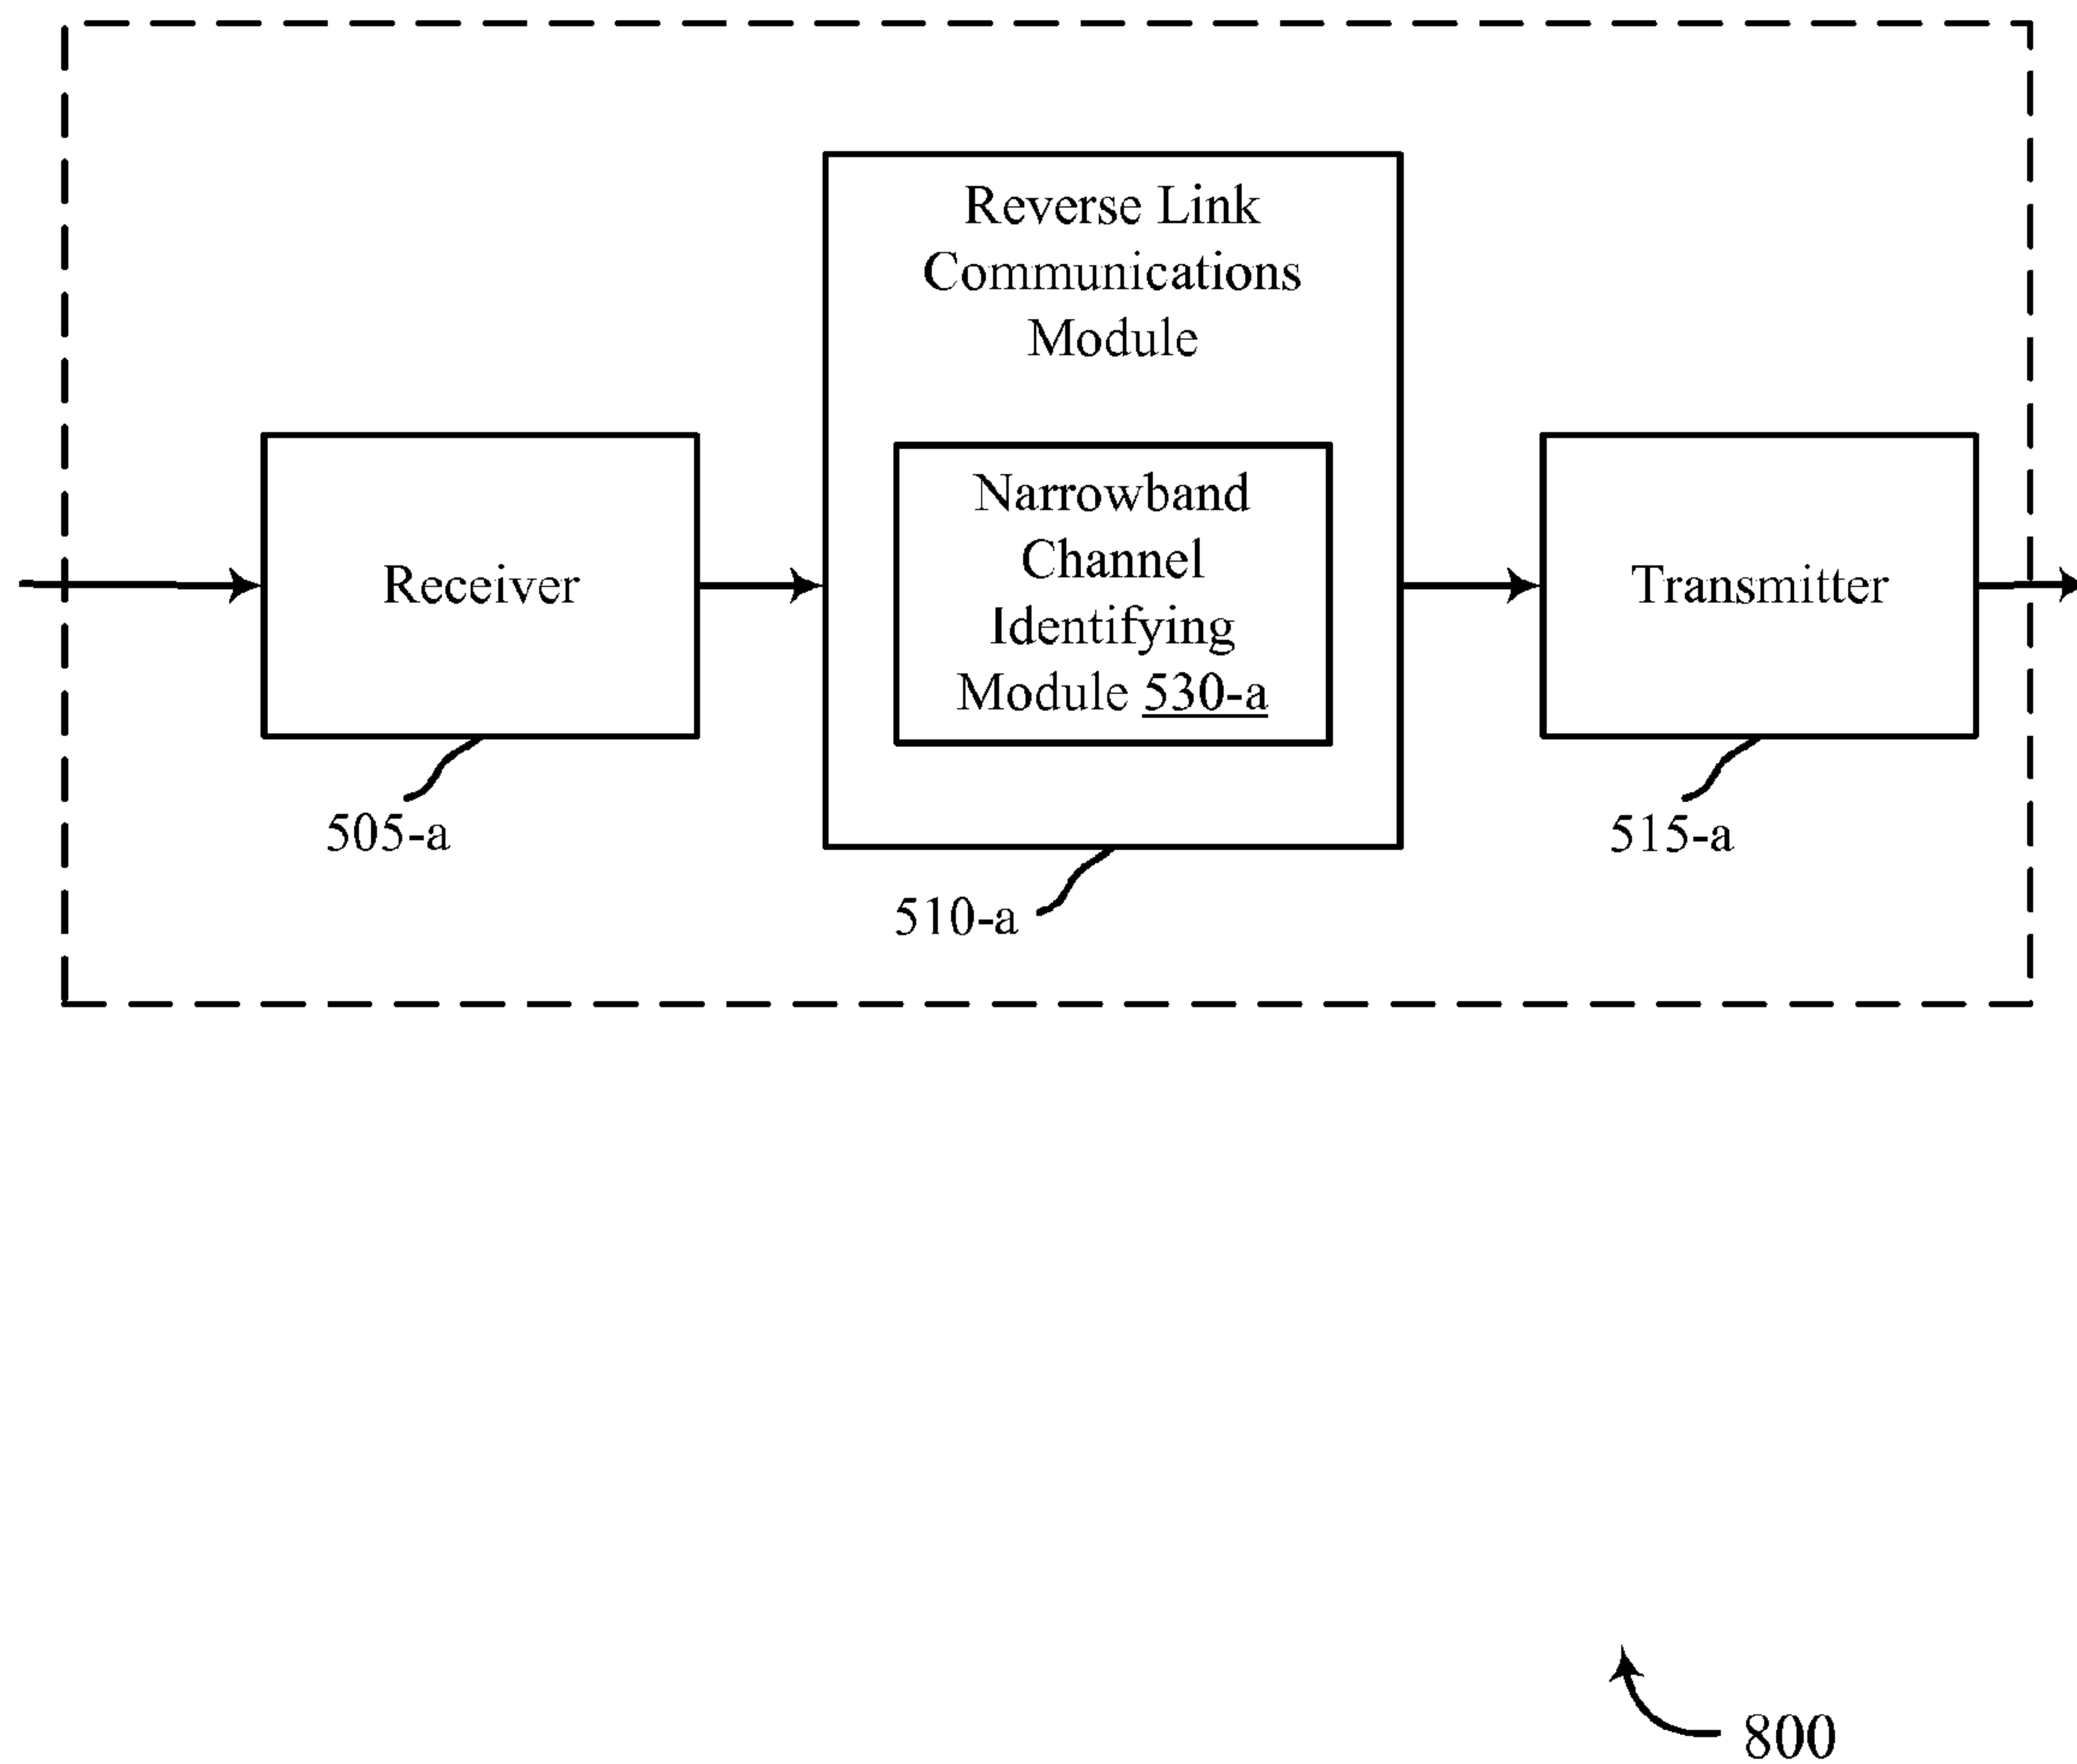 Reverse Link
Communications
Module
Narrowband
Channel
Identifying
Module 530-a
Receiver
Transmitter
505-a
510-a
515-a
800